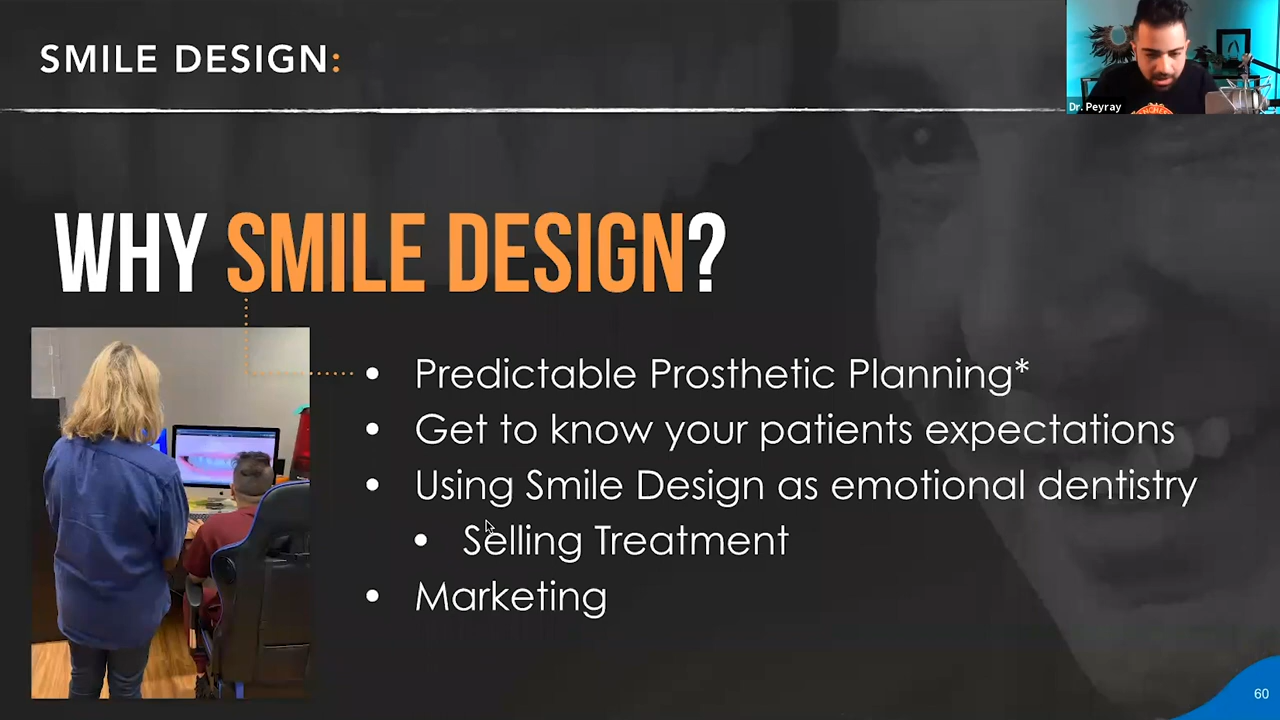 SMILE DESIGN:
Dr. Peyray
WHY SMILE DESIGN?
• Predictable Prosthetic Planning*
• Get to know your patients expectations
• Using Smile Design as emotional dentistry
• Selling Treatment
• Marketing
60